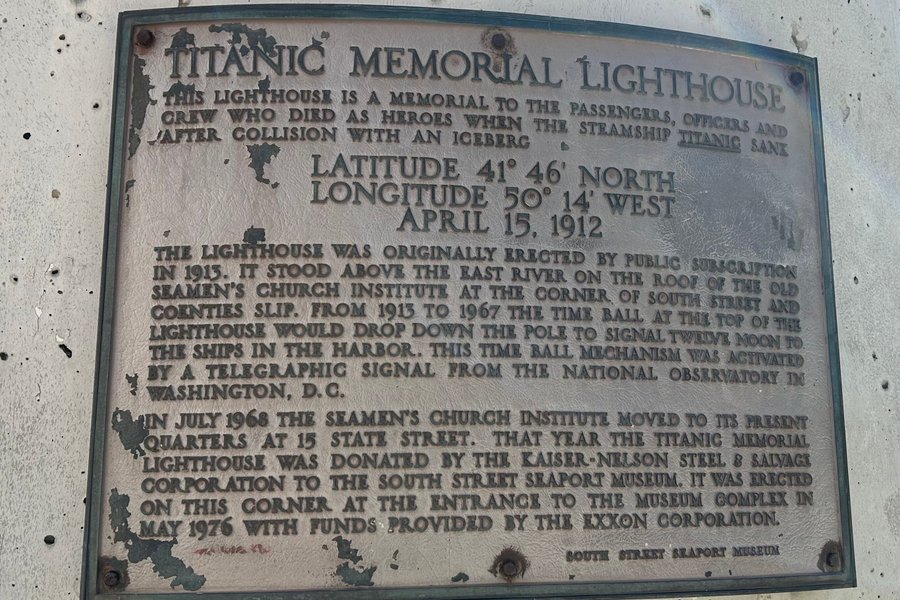 TITANIC MEMORIAL LIGHTHOUSE
THIS LIGHTHOUSE IS A MEMORIAL TO THE PASSENGERS, OFFICERS AND
CREW WHO DIED AS HEROES WHEN THE STEAMSHIP TITANIC SANK
AFTER COLLISION WITH AN ICEBERG
LATITUDE 41° 46' NORTH
LONGITUDE 50° 14' WEST
APRIL 15, 1912
THE LIGHTHOUSE WAS ORIGINALLY ERECTED BY PUBLIC SUBSCRIPTION
IN 1913. IT STOOD ABOVE THE EAST RIVER ON THE ROOF OF THE OLD
SEAMEN'S CHURCH INSTITUTE AT THE CORNER OF SOUTH STREET AND
COENTIES SLIP. FROM 1913 TO 1967 THE TIME BALL AT THE TOP OF THE
LIGHTHOUSE WOULD DROP DOWN THE POLE TO SIGNAL TWELVE NOON TO
THE SHIPS IN THE HARBOR. THIS TIME BALL MECHANISM WAS ACTIVATED
BY A TELEGRAPHIC SIGNAL FROM THE NATIONAL OBSERVATORY IN
WASHINGTON, D.C.
IN JULY 1968 THE SEAMEN'S CHURCH INSTITUTE MOVED TO ITS PRESENT
QUARTERS AT 15 STATE STREET. THAT YEAR THE TITANIC MEMORIAL
LIGHTHOUSE WAS DONATED BY THE KAISER-NELSON STEEL & SALVAGE
CORPORATION TO THE SOUTH STREET SEAPORT MUSEUM. IT WAS ERECTED
ON THIS CORNER AT THE ENTRANCE TO THE MUSEUM COMPLEX IN
MAY 1976 WITH FUNDS PROVIDED BY THE EXXON CORPORATION.
SOUTH STREET SEAPORT MUSEUM